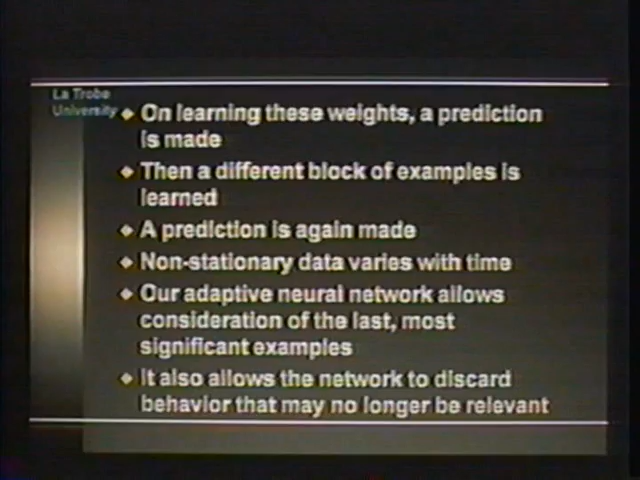 La Trobe
University
On learning these weights, a prediction
is made
Then a different block of examples is
learned
A prediction is again made
Non-stationary data varies with time
Our adaptive neural network allows
consideration of the last, most
significant examples
It also allows the network to discard
behavior that may no longer be relevant